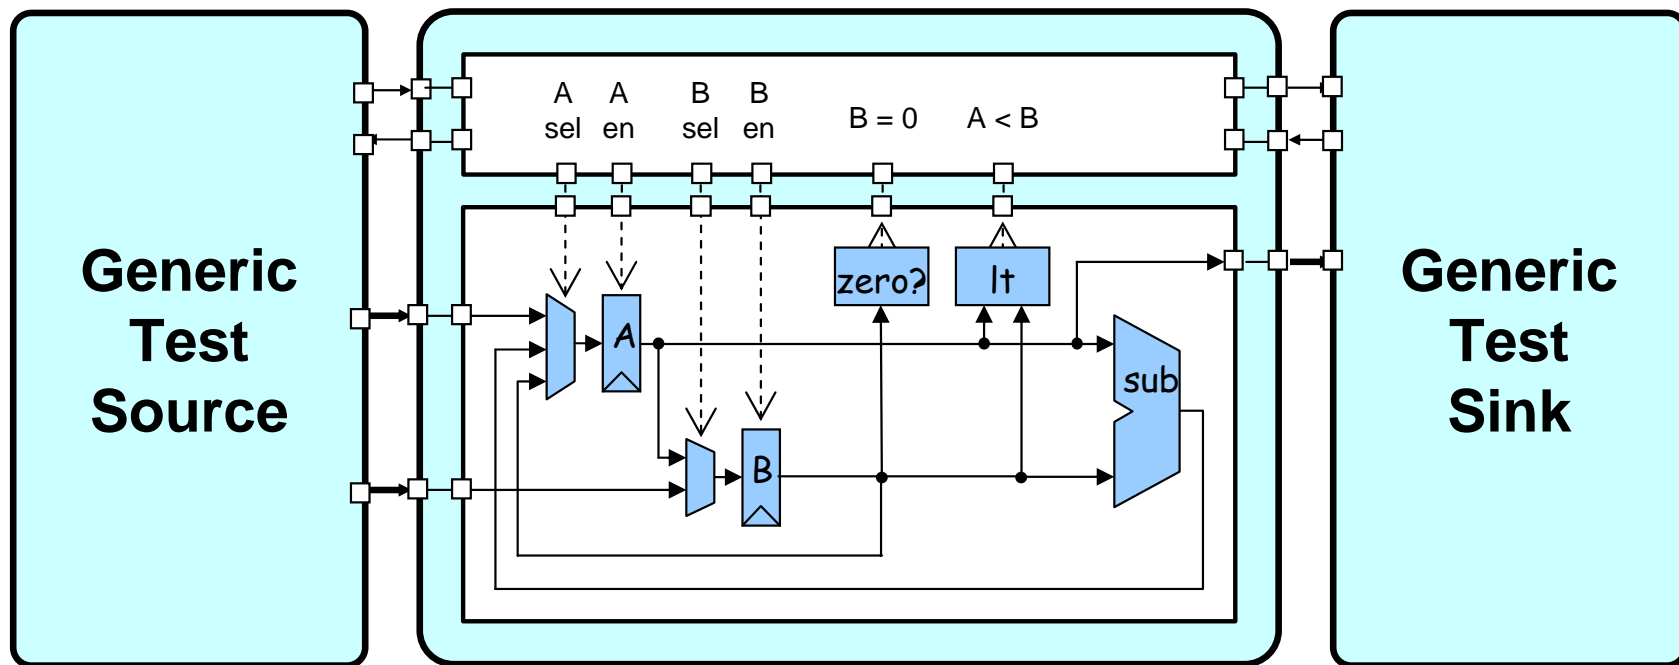 Generic
Test
Source
A
sel
A
en
B
sel
B
en
B = 0
A < B
zero?
lt
A
sub
B
Generic
Test
Sink